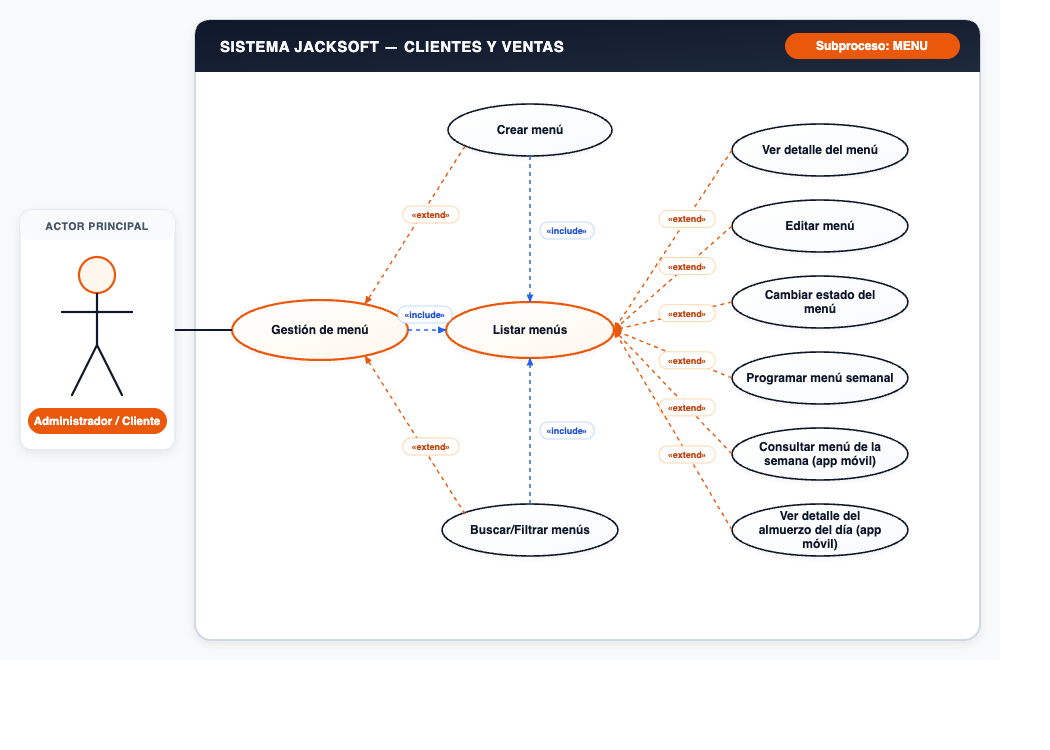 SISTEMA JACKSOFT — CLIENTES Y VENTAS
Subproceso: MENU
ACTOR PRINCIPAL
Administrador / Cliente
Crear menú
«extend»
«include»
Gestión de menú
«include»
Listar menús
«extend»
«include»
Buscar/Filtrar menús
«extend»
«extend»
«extend»
«extend»
«extend»
«extend»
Ver detalle del menú
Editar menú
Cambiar estado del
menú
Programar menú semanal
Consultar menú de la
semana (app móvil)
Ver detalle del
almuerzo del día (app
móvil)